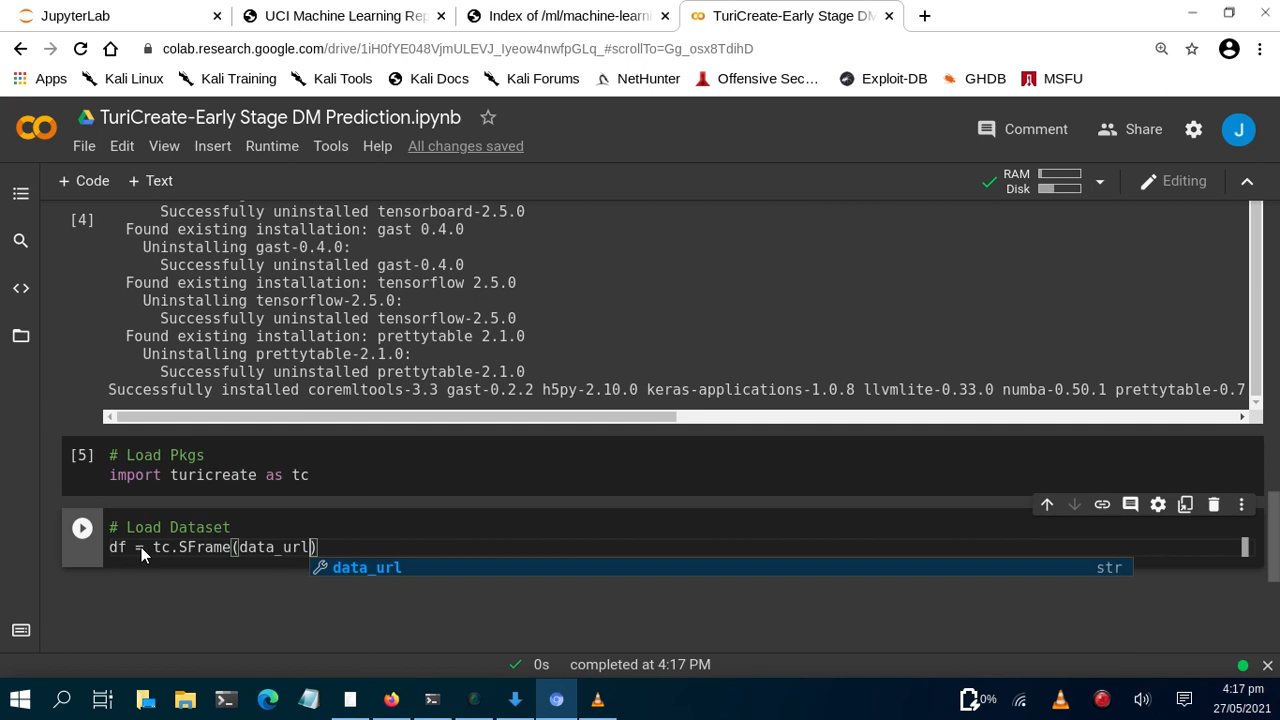 JupyterLab
UCI Machine Learning Rep
Index of /ml/machine-learni
TuriCreate-Early Stage DM
colab.research.google.com/drive/1iH0fYE048VjmULEVJ_Iyeow4nwfpGLq_#scrollTo=Gg_osx8TdihD
Apps
Kali Linux
Kali Training
Kali Tools
Kali Docs
Kali Forums
NetHunter
Offensive Sec...
Exploit-DB
GHDB
MSFU
TuriCreate-Early Stage DM Prediction.ipynb
File Edit View Insert Runtime Tools Help All changes saved
Comment
Share
J
+ Code + Text
RAM
Disk
Editing
[4]
Successfully uninstalled tensorboard-2.5.0
Found existing installation: gast 0.4.0
Uninstalling gast-0.4.0:
Successfully uninstalled gast-0.4.0
Found existing installation: tensorflow 2.5.0
Uninstalling tensorflow-2.5.0:
Successfully uninstalled tensorflow-2.5.0
Found existing installation: prettytable 2.1.0
Uninstalling prettytable-2.1.0:
Successfully uninstalled prettytable-2.1.0
Successfully installed coremltools-3.3 gast-0.2.2 h5py-2.10.0 keras-applications-1.0.8 llvmlite-0.33.0 numba-0.50.1 prettytable-0.7
[5] # Load Pkgs
import turicreate as tc
# Load Dataset
df = tc.SFrame(data_url)
data_url str
0s completed at 4:17 PM
0%
4:17 pm
27/05/2021